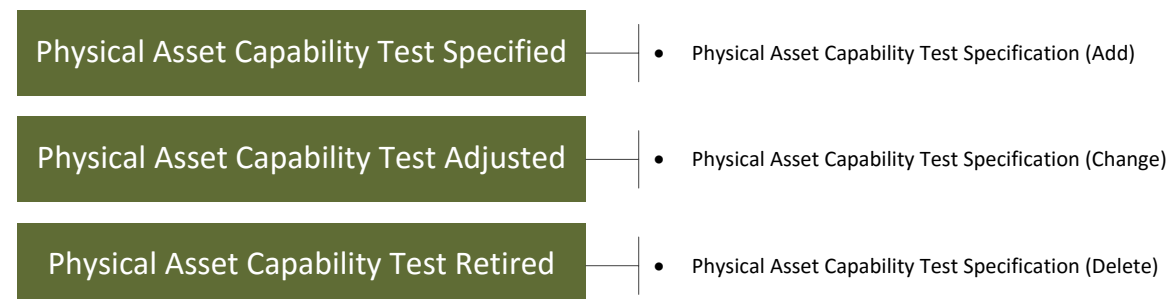 Physical Asset Capability Test Specified
• Physical Asset Capability Test Specification (Add)
Physical Asset Capability Test Adjusted
• Physical Asset Capability Test Specification (Change)
Physical Asset Capability Test Retired
• Physical Asset Capability Test Specification (Delete)